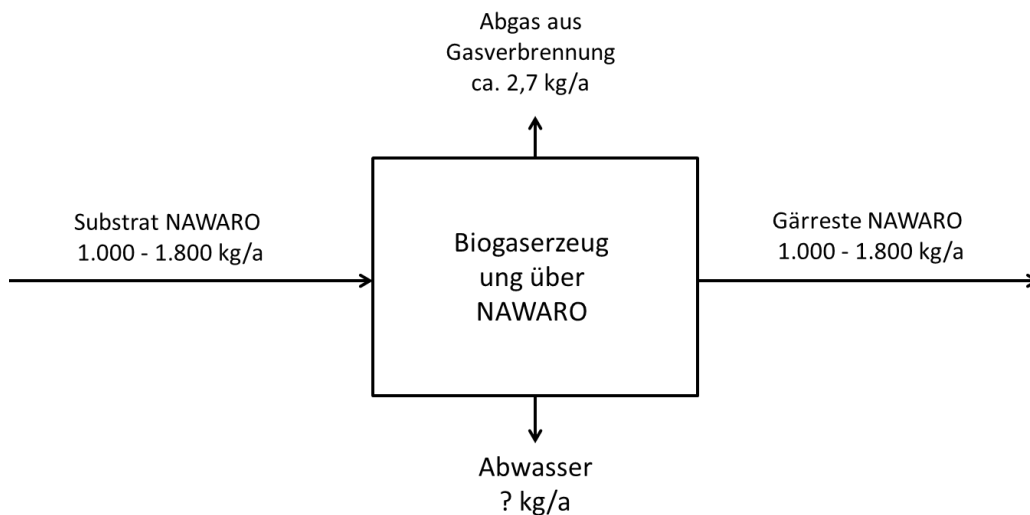 Abgas aus
Gasverbrennung
ca. 2,7 kg/a
Substrat NAWARO
1.000 - 1.800 kg/a
Biogaserzeug
ung über
NAWARO
Gärreste NAWARO
1.000 - 1.800 kg/a
Abwasser
? kg/a